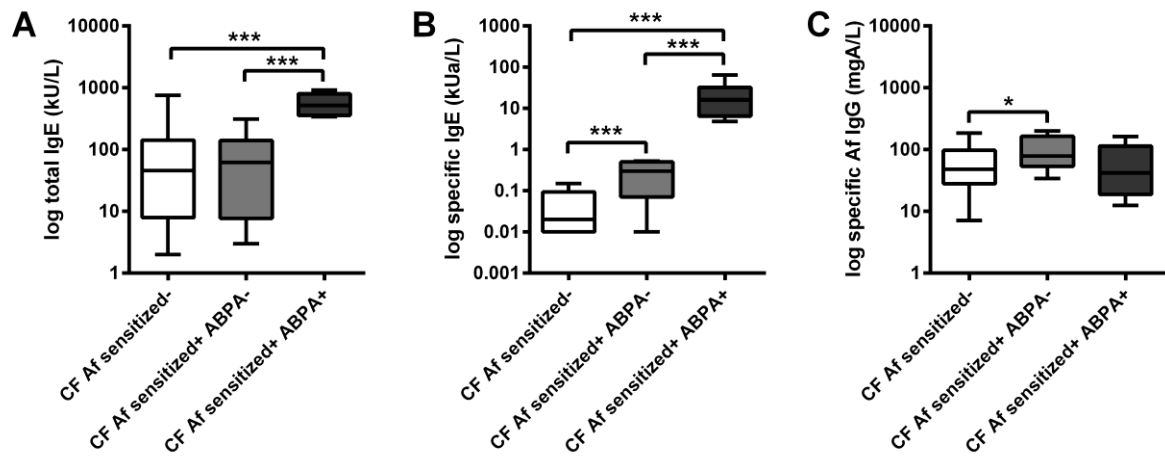 A
log total IgE (kU/L)
10000
1000
100
10
1
***
***
CF Af sensitized-
CF Af sensitized+ ABPA-
CF Af sensitized+ ABPA+
B
log specific IgE (kUa/L)
1000
100
10
1
0.1
0.01
0.001
***
***
***
CF Af sensitized-
CF Af sensitized+ ABPA-
CF Af sensitized+ ABPA+
C
log specific Af IgG (mgA/L)
10000
1000
100
10
1
*
CF Af sensitized-
CF Af sensitized+ ABPA-
CF Af sensitized+ ABPA+